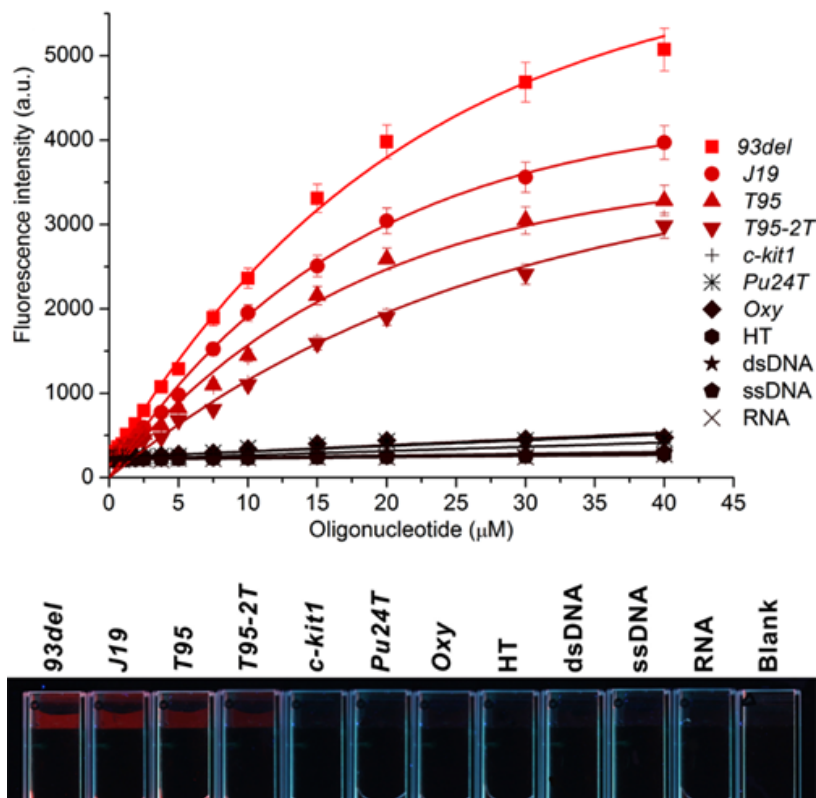 Fluorescence intensity (a.u.)
5000
4000
3000
2000
1000
0
0 5 10 15 20 25 30 35 40 45
Oligonucleotide (μM)
93del
J19
T95
T95-2T
c-kit1
Pu24T
Oxy
HT
dsDNA
ssDNA
RNA
93del
J19
T95
T95-2T
c-kit1
Pu24T
Oxy
HT
dsDNA
ssDNA
RNA
Blank